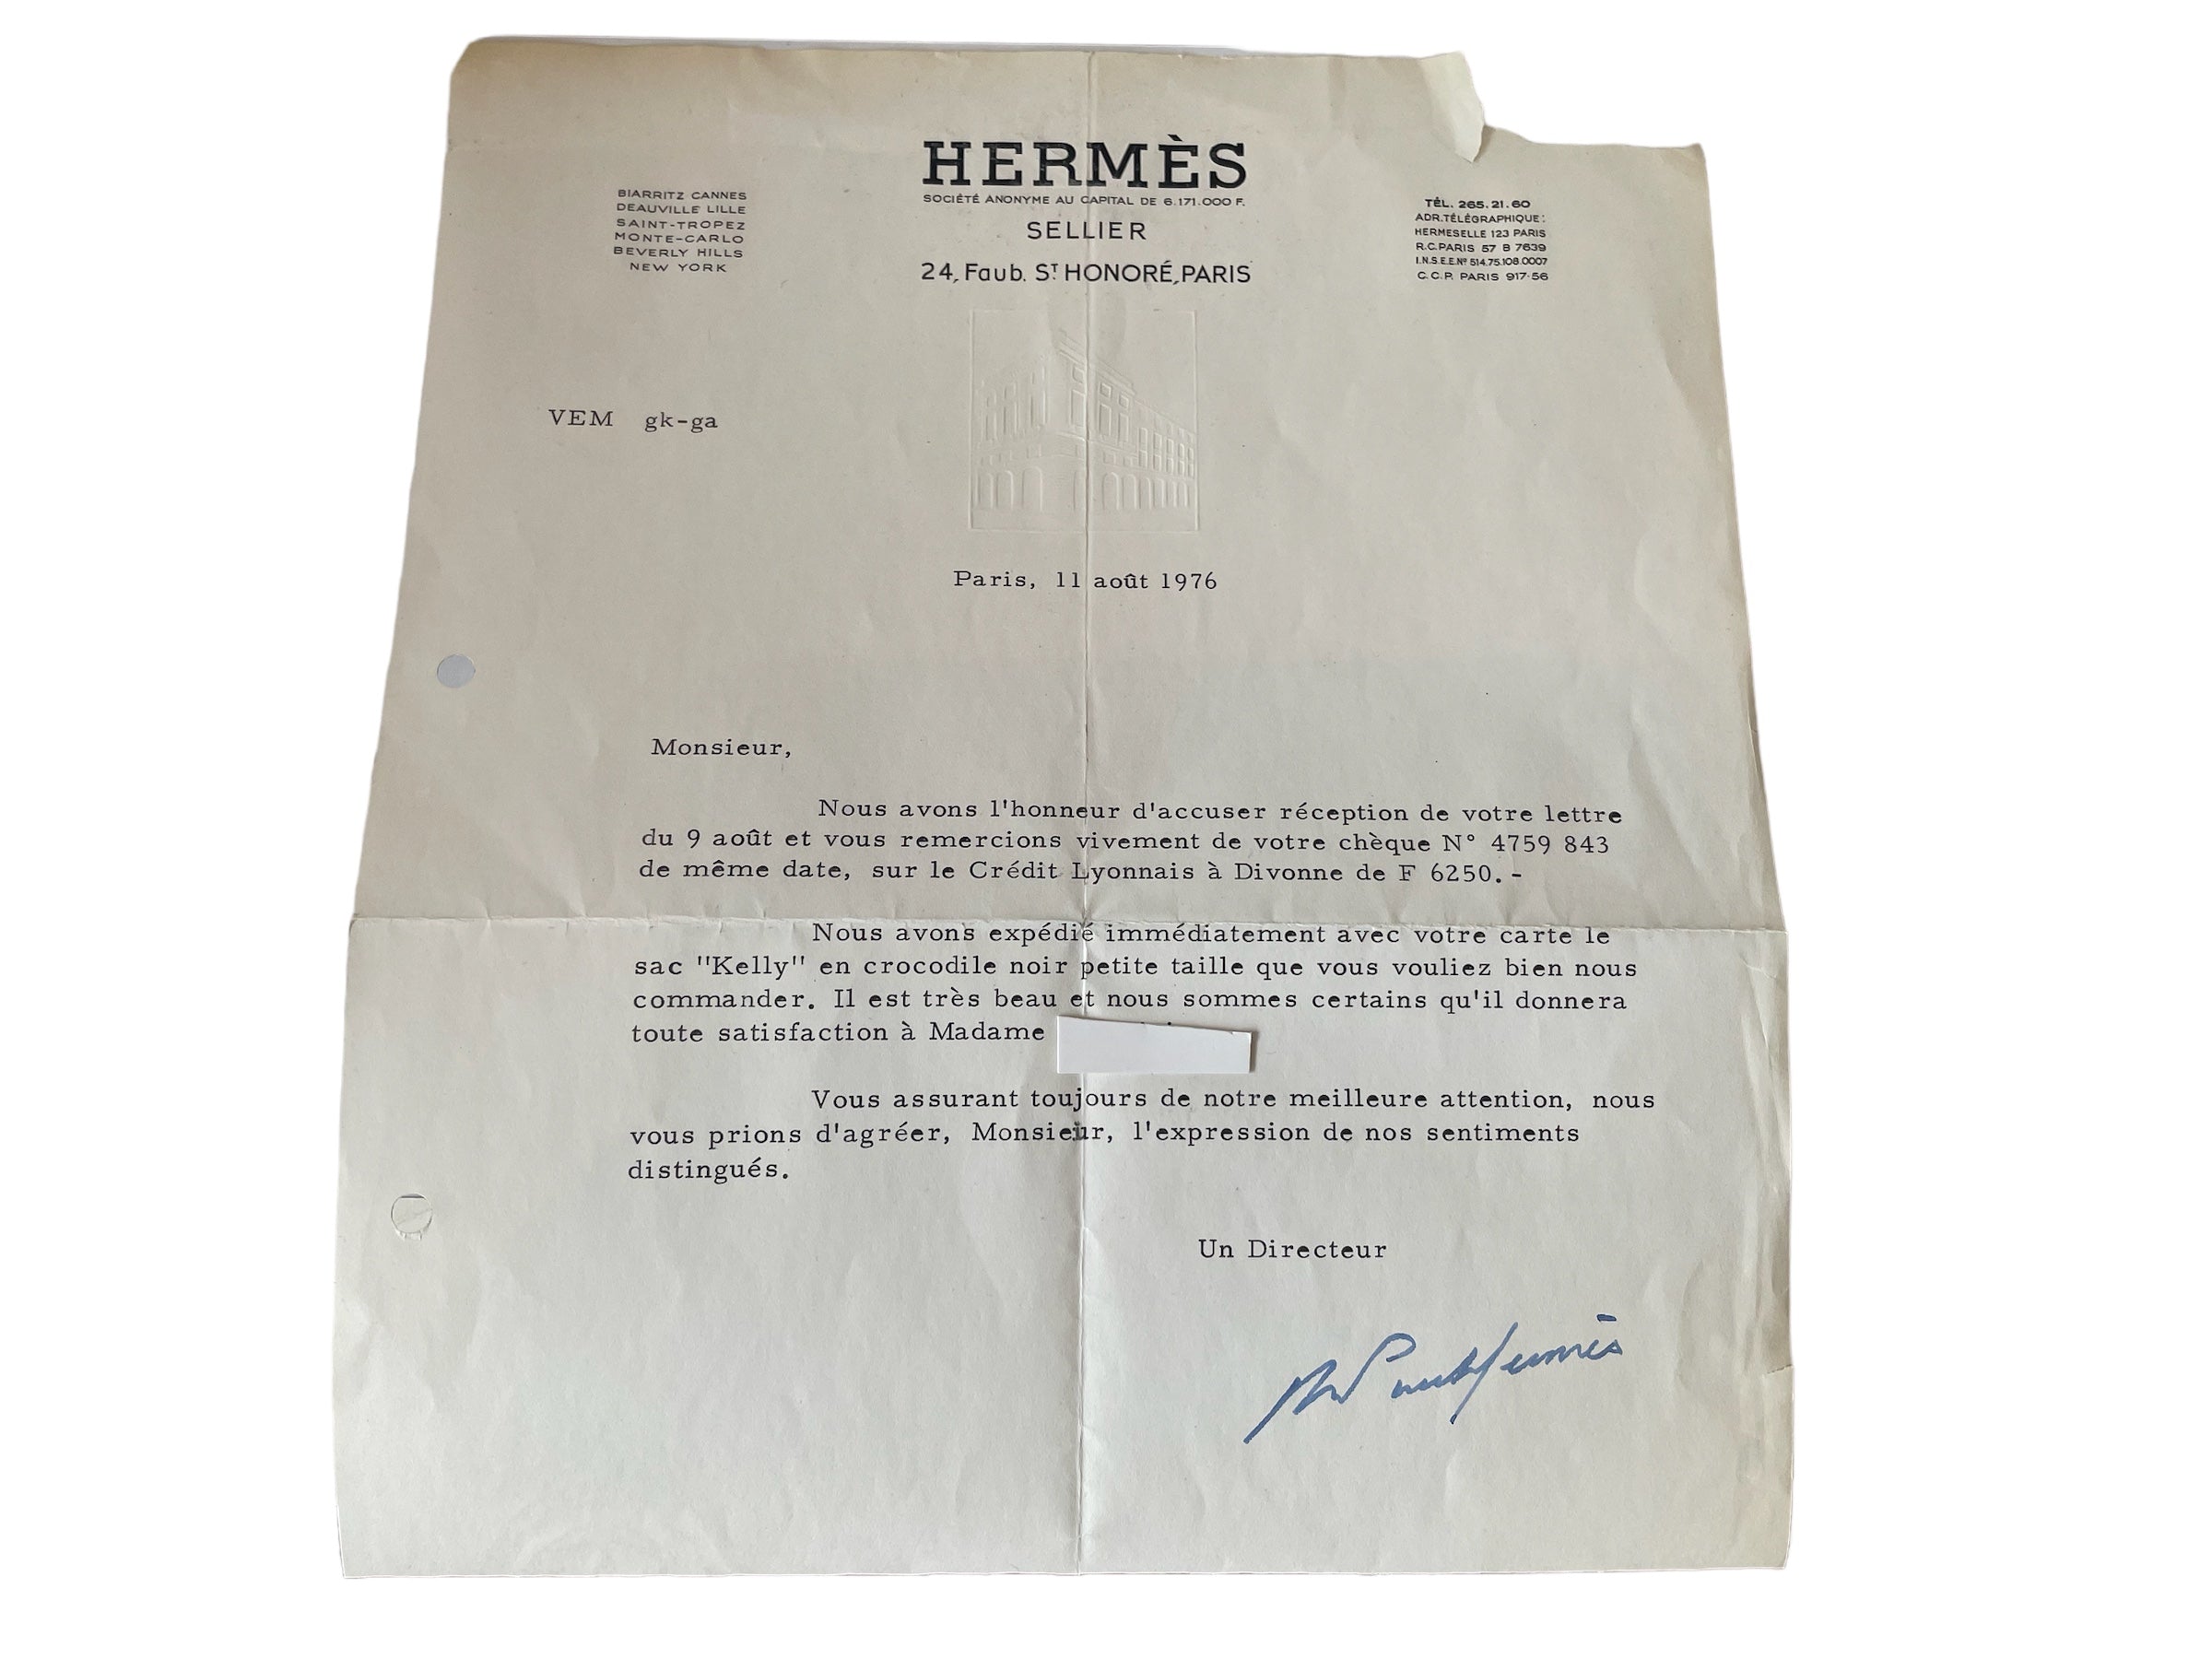 HERMÈS
SOCIÉTÉ ANONYME AU CAPITAL DE 6.171.000 F.
SELLIER
24, Faub. Sᵀ HONORÉ, PARIS
BIARRITZ CANNES
DEAUVILLE LILLE
SAINT-TROPEZ
MONTE-CARLO
BEVERLY HILLS
NEW YORK
TÉL. 265.21.60
ADR.TÉLÉGRAPHIQUE:
HERMESELLE 123 PARIS
R.C.PARIS 57 B 7639
I.N.S.E.E.Nº 514.75.108.0007
C.C.P. PARIS 917-56
VEM gk-ga
Paris, 11 août 1976
Monsieur,
Nous avons l'honneur d'accuser réception de votre lettre
du 9 août et vous remercions vivement de votre chèque N° 4759 843
de même date, sur le Crédit Lyonnais à Divonne de F 6250.-
Nous avons expédié immédiatement avec votre carte le
sac "Kelly" en crocodile noir petite taille que vous vouliez bien nous
commander. Il est très beau et nous sommes certains qu'il donnera
toute satisfaction à Madame
Vous assurant toujours de notre meilleure attention, nous
vous prions d'agréer, Monsieur, l'expression de nos sentiments
distingués.
Un Directeur